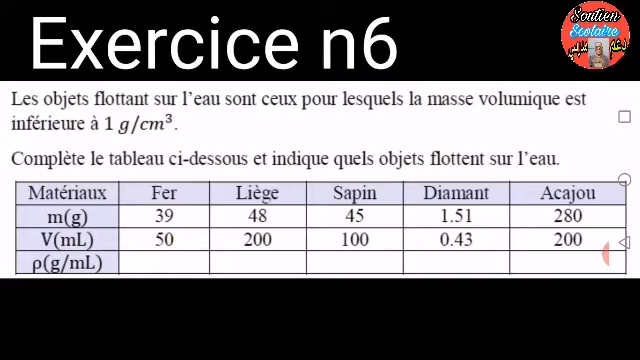 Exercice n6
Soutien
Scolaire
Les objets flottant sur l'eau sont ceux pour lesquels la masse volumique est
inférieure à 1 g/cm³.
Complète le tableau ci-dessous et indique quels objets flottent sur l'eau.
Matériaux Fer Liège Sapin Diamant Acajou
m(g) 39 48 45 1.51 280
V(mL) 50 200 100 0.43 200
ρ(g/mL)